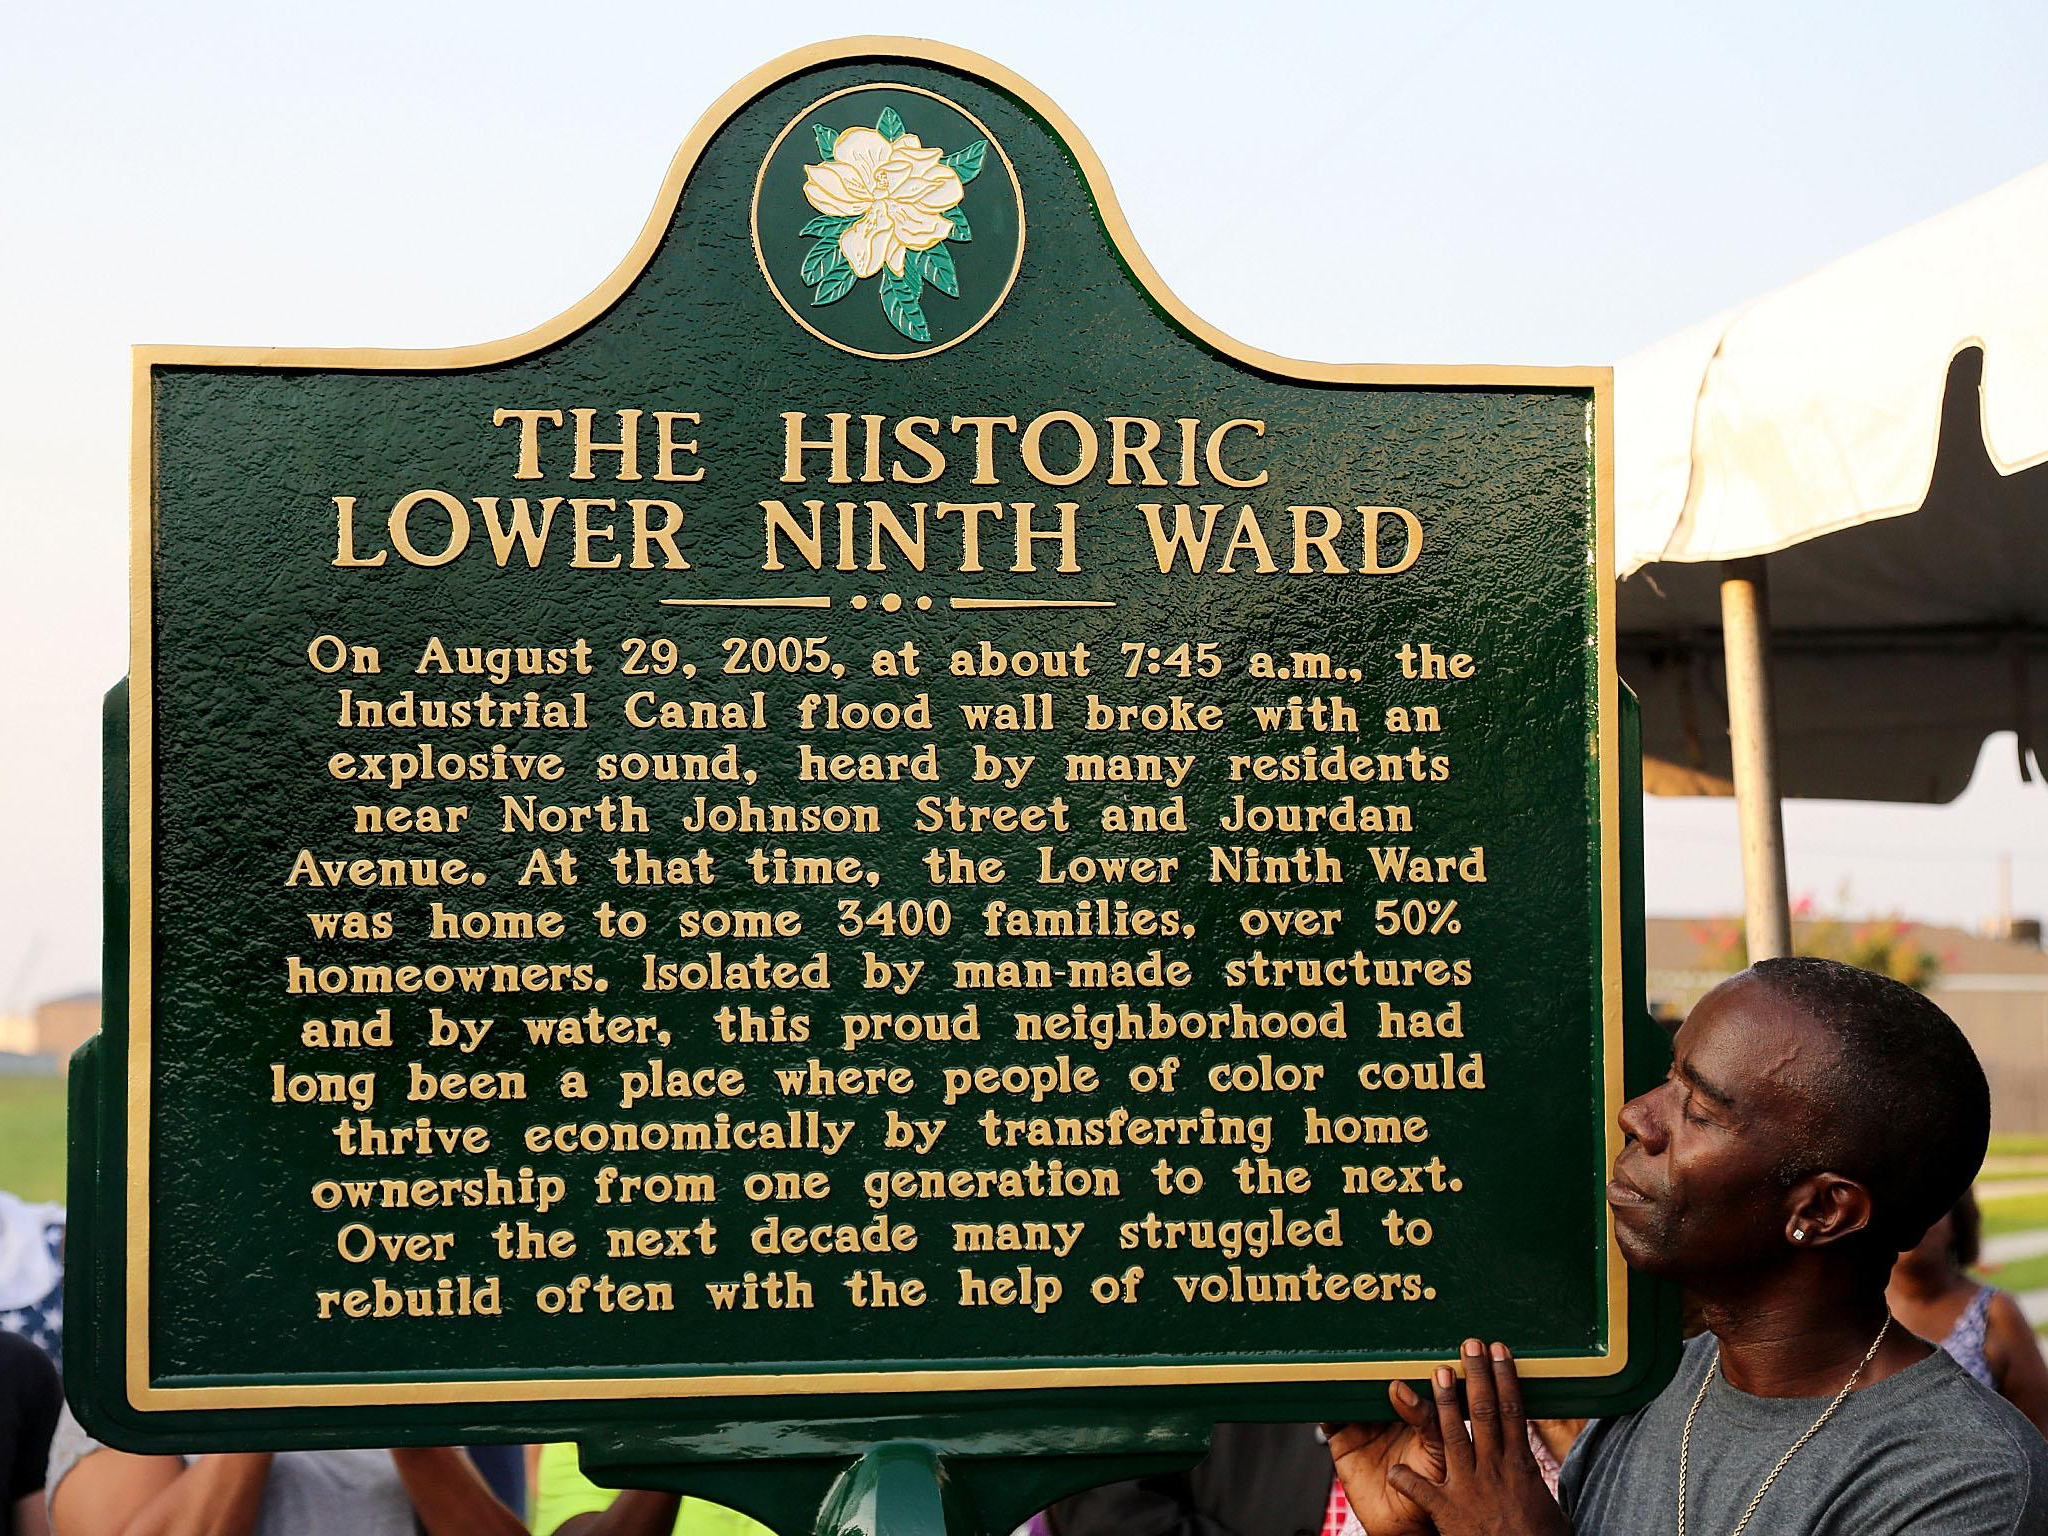 THE HISTORIC
LOWER NINTH WARD
On August 29, 2005, at about 7:45 a.m., the
Industrial Canal flood wall broke with an
explosive sound, heard by many residents
near North Johnson Street and Jourdan
Avenue. At that time, the Lower Ninth Ward
was home to some 3400 families, over 50%
homeowners. Isolated by man-made structures
and by water, this proud neighborhood had
long been a place where people of color could
thrive economically by transferring home
ownership from one generation to the next.
Over the next decade many struggled to
rebuild often with the help of volunteers.